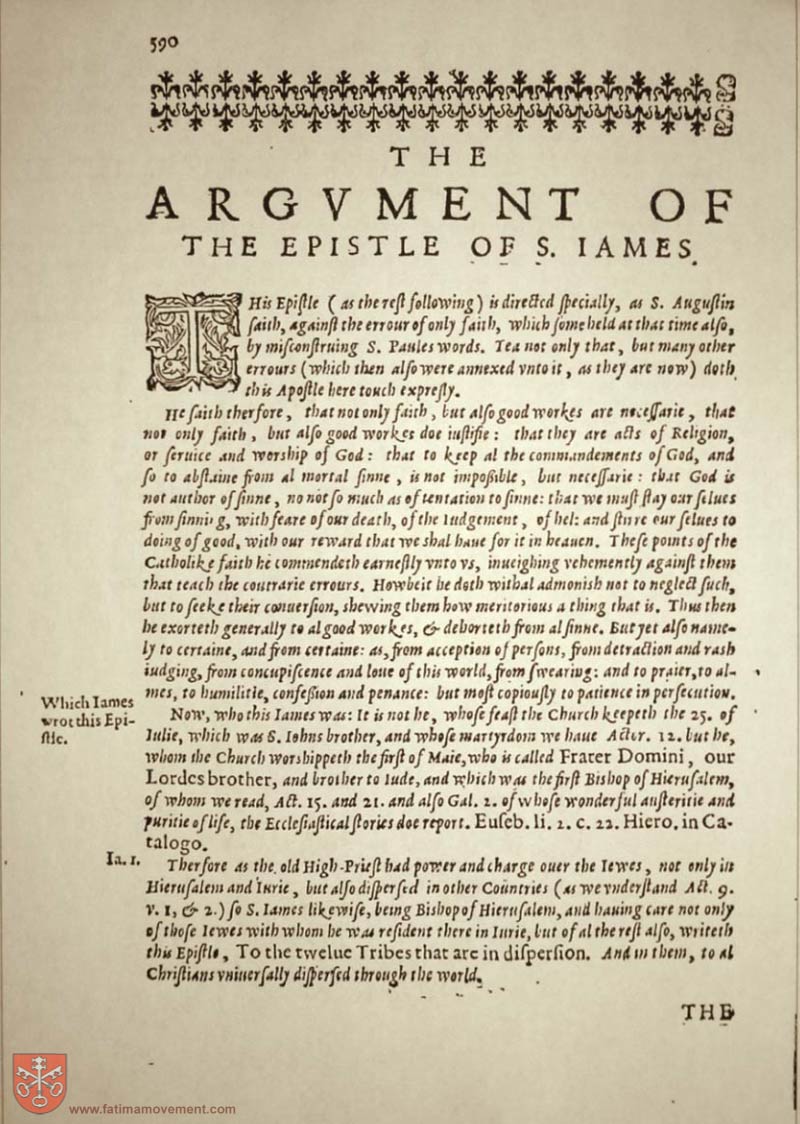 590
THE
ARGVMENT OF
THE EPISTLE OF S. IAMES.
THis Epiſtle ( as the reſt following ) is directed ſpecially, as S. Auguſtin
ſaith, againſt the errour of only faith, which ſome held at that time alſo,
by miſconſtruing S. Paules words. Yea not only that, but many other
errours (which then alſo were annexed vnto it, as they are now) doth
this Apoſtle here touch expreſly.
He ſaith therfore, that not only faith, but alſo good workes are neceſſarie, that
not only faith, but alſo good workes doe iuſtifie: that they are acts of Religion,
or ſeruice and worship of God: that to keep al the commandements of God, and
ſo to abſtaine from al mortal ſinne, is not impoßible, but neceſſarie: that God is
not author of ſinne, no not ſo much as of tentation to ſinne: that we muſt ſtay our ſelues
from ſinning, with feare of our death, of the Iudgement, of hel: and ſtirre our ſelues to
doing of good, with our reward that we shal haue for it in heauen. Theſe points of the
Catholike faith he commendeth earneſtly vnto vs, inueighing vehemently againſt them
that teach the contrarie errours. Howbeit he doth withal admonish not to neglect ſuch,
but to ſeeke their conuerſion, shewing them how meritorious a thing that is. Thus then
he exorteth generally to al good workes, & dehorteth from al ſinne. But yet alſo name-
ly to certaine, and from certaine: as, from acception of perſons, from detraction and rash
iudging, from concupiſcence and loue of this world, from ſwearing: and to praier, to al-
mes, to humilitie, confeßion and penance: but moſt copiouſly to patience in perſecution.
Which Iames
wrot this Epi-
ſtle.
Now, who this Iames was: It is not he, whoſe feaſt the Church keepeth the 25. of
Iulie, which was S. Iohns brother, and whoſe martyrdom we haue Actor. 12. but he,
whom the Church worshippeth the firſt of Maie, who is called Frater Domini, our
Lordes brother, and brother to Iude, and which was the firſt Bishop of Hieruſalem,
of whom we read, Act. 15. and 21. and alſo Gal. 2. of whoſe wonderful auſteritie and
puritie of life, the Eccleſiaſtical ſtories doe report. Euſeb. li. 2. c. 22. Hiero. in Ca-
talogo.
Ia. 1.
Therfore as the old High-Prieſt had power and charge ouer the Iewes, not only in
Hieruſalem and Iurie, but alſo diſperſed in other Countries (as we vnderſtand Act. 9.
v. 1, & 2.) ſo S. Iames likewiſe, being Bishop of Hieruſalem, and hauing care not only
of thoſe Iewes with whom he was reſident there in Iurie, but of al the reſt alſo, writeth
this Epiſtle, To the twelue Tribes that are in diſperſion. And in them, to al
Chriſtians vniuerſally diſperſed through the world.
THE
www.fatimamovement.com